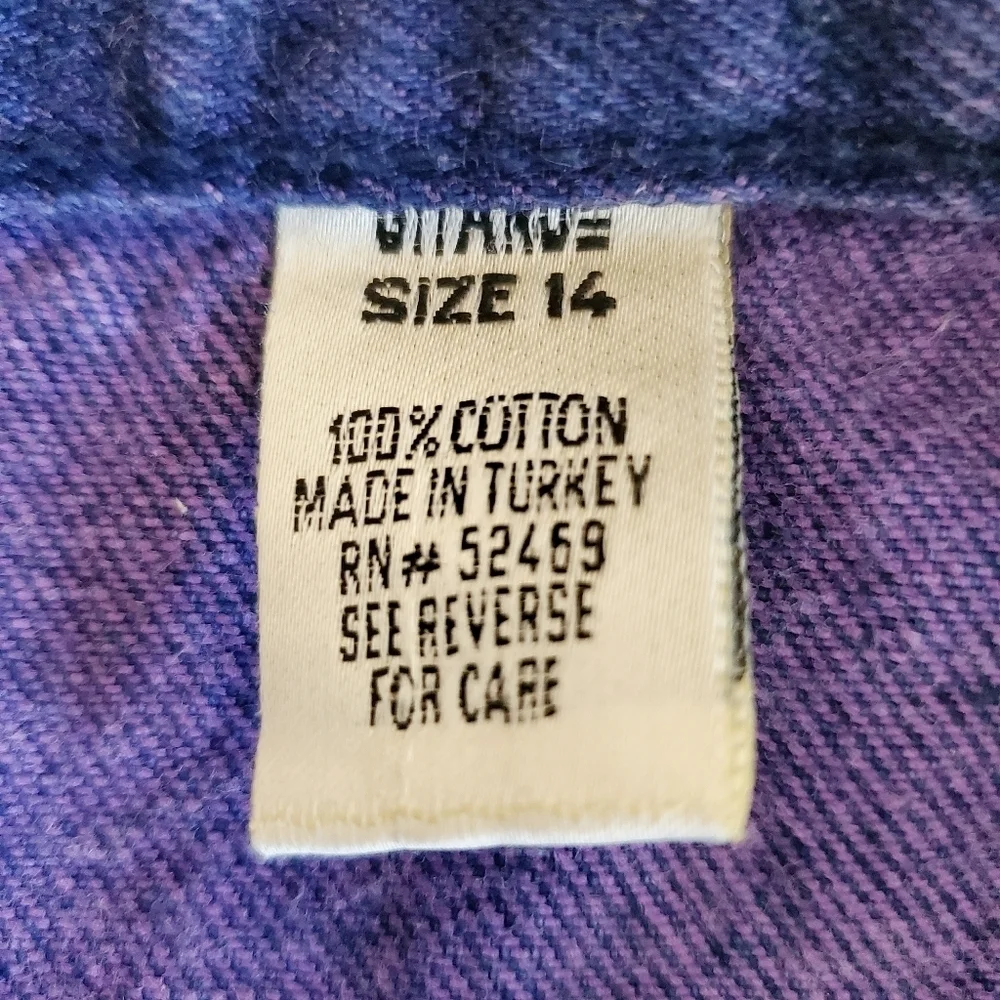 SIZE 14
100% COTTON
MADE IN TURKEY
RN# 52469
SEE REVERSE
FOR CARE